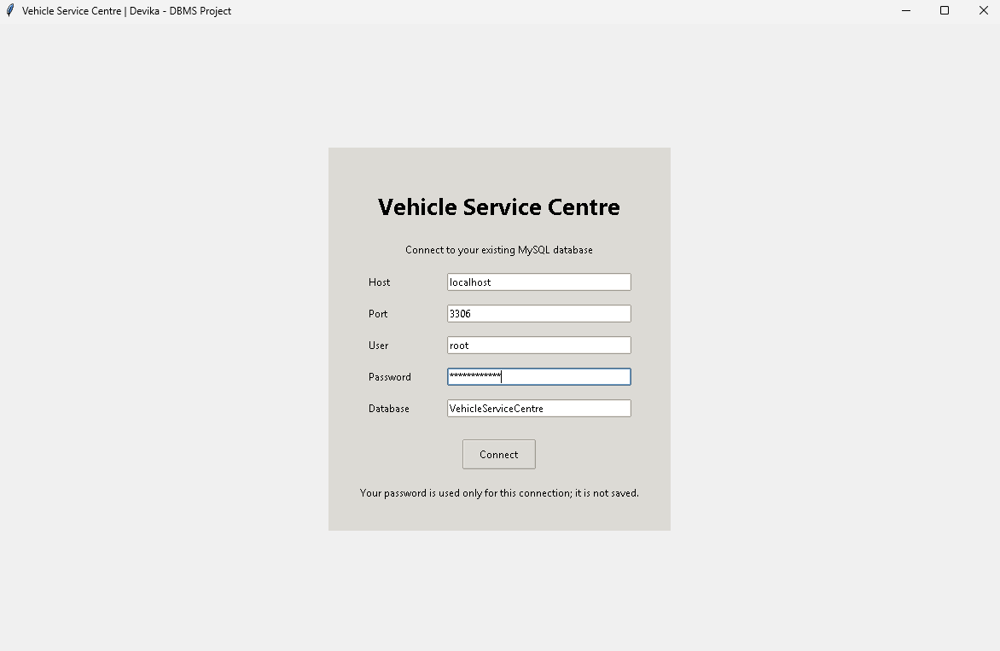 Vehicle Service Centre | Devika - DBMS Project
Vehicle Service Centre
Connect to your existing MySQL database
Host localhost
Port 3306
User root
Password ************
Database VehicleServiceCentre
Connect
Your password is used only for this connection; it is not saved.